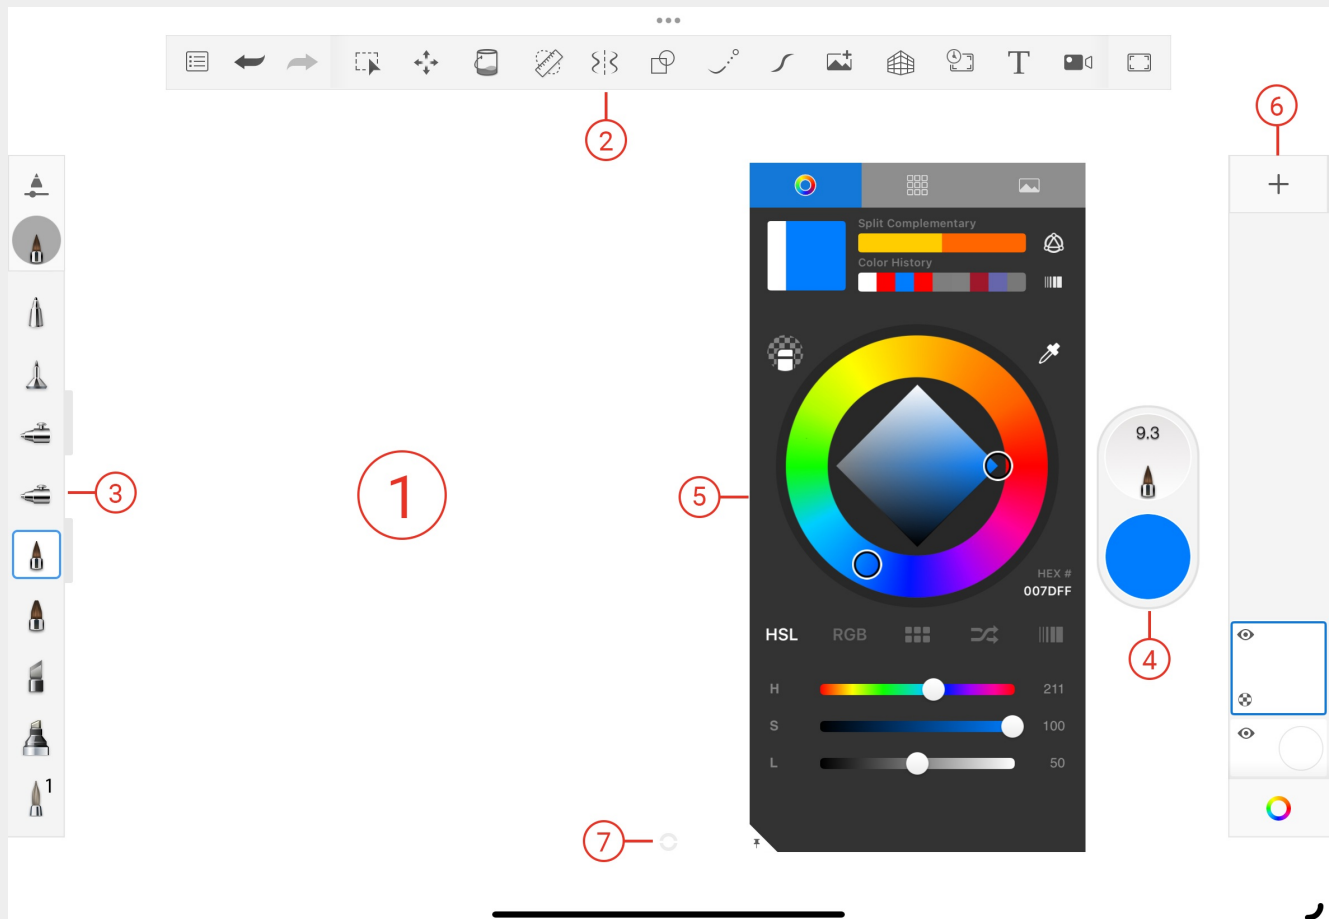 T
2
6
Split Complementary
Color History
9.3
3
1
5
HEX #
007DFF
HSL RGB
4
H 211
S 100
L 50
1
7